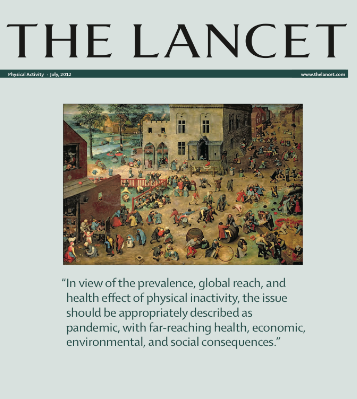 THE LANCET
Physical Activity · July, 2012
www.thelancet.com
“In view of the prevalence, global reach, and
health effect of physical inactivity, the issue
should be appropriately described as
pandemic, with far-reaching health, economic,
environmental, and social consequences.”